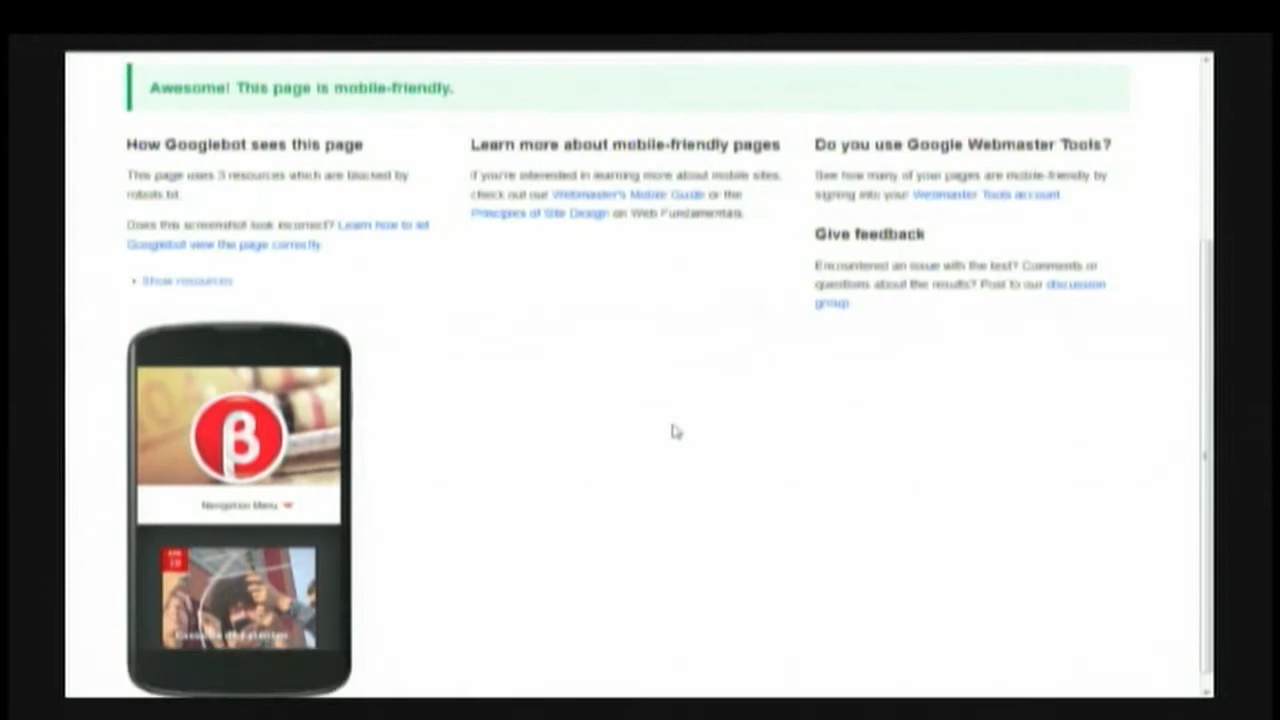 Awesome! This page is mobile-friendly.
How Googlebot sees this page
This page uses 3 resources which are blocked by
robots.txt
Does this screenshot look incorrect? Learn how to let
Googlebot view the page correctly.
Show resources
Learn more about mobile-friendly pages
If you're interested in learning more about mobile sites,
check out our Webmaster's Mobile Guide or the
Principles of Site Design on Web Fundamentals.
Do you use Google Webmaster Tools?
See how many of your pages are mobile-friendly by
signing into your Webmaster Tools account.
Give feedback
Encountered an issue with the test? Comments or
questions about the results? Post to our discussion
group.
β
Navigation Menu